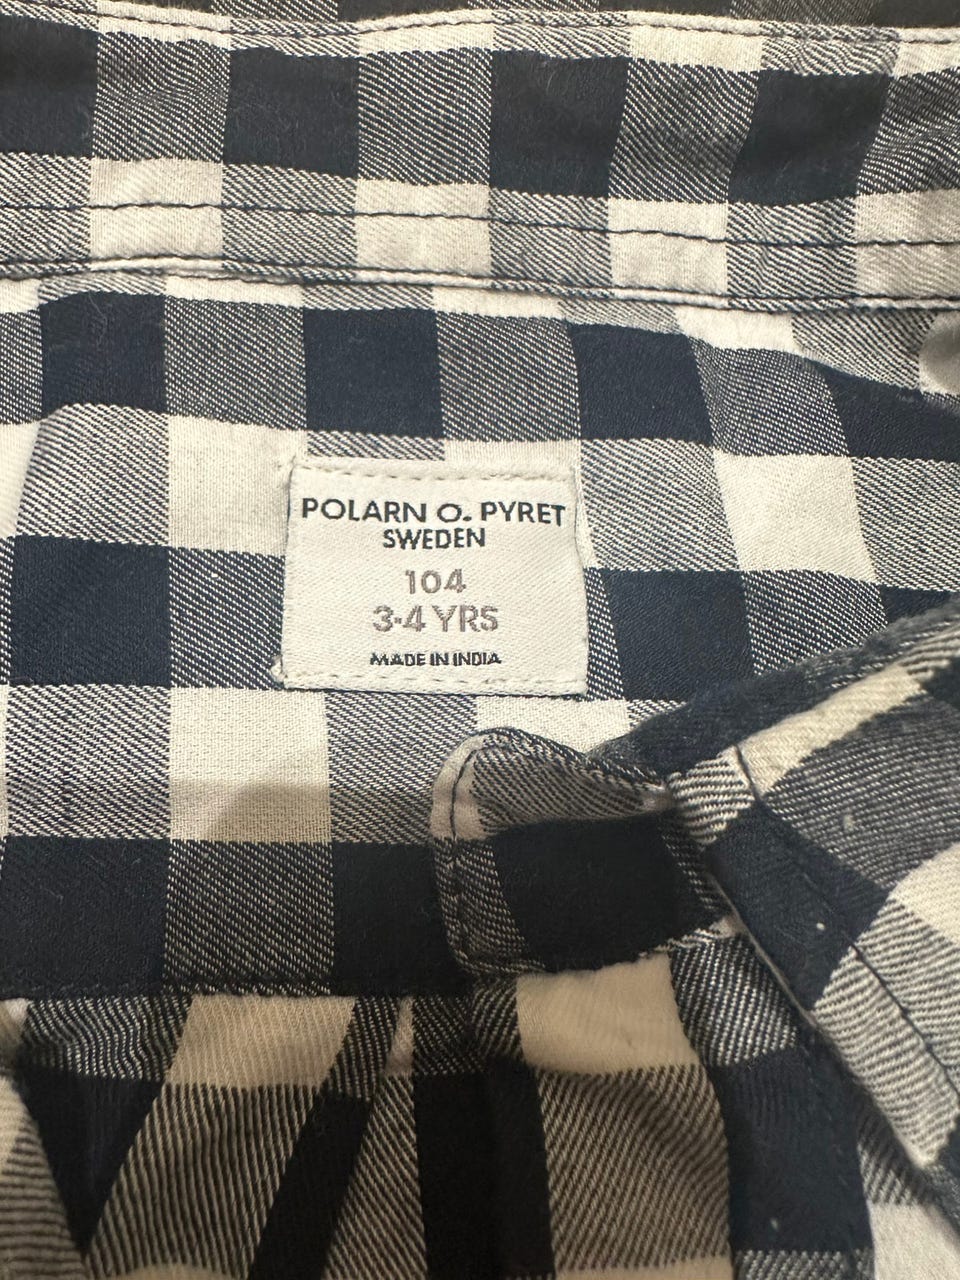 POLARN O. PYRET
SWEDEN
104
3-4 YRS
MADE IN INDIA